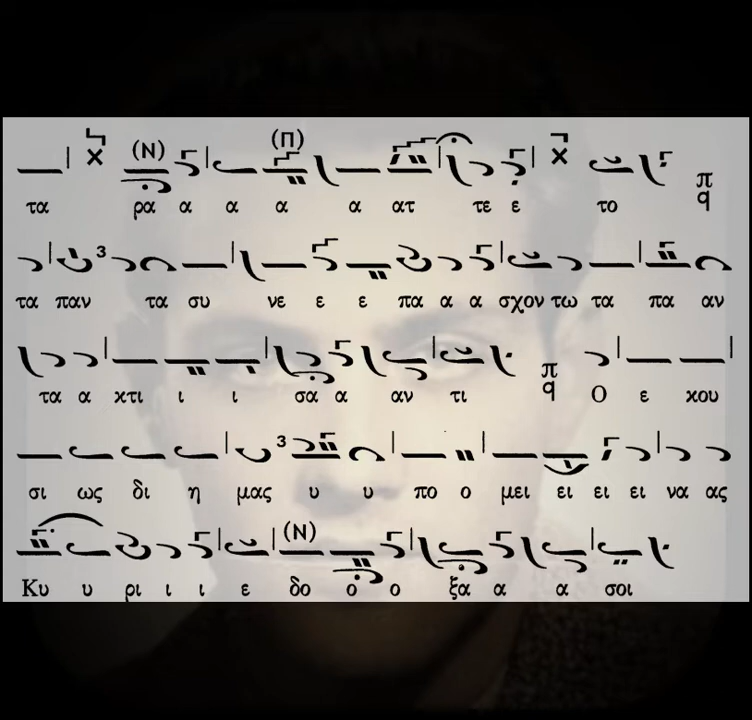 τα ρα α α α α ατ τε ε το
τα παν τα συ νε ε ε πα α α σχον τω τα πα αν
τα α κτι ι ι σα α αν τι Ο ε κου
σι ως δι η μας υ υ πο ο μει ει ει ει να ας
Κυ υ ρι ι ι ε δο ο ο ξα α α σοι